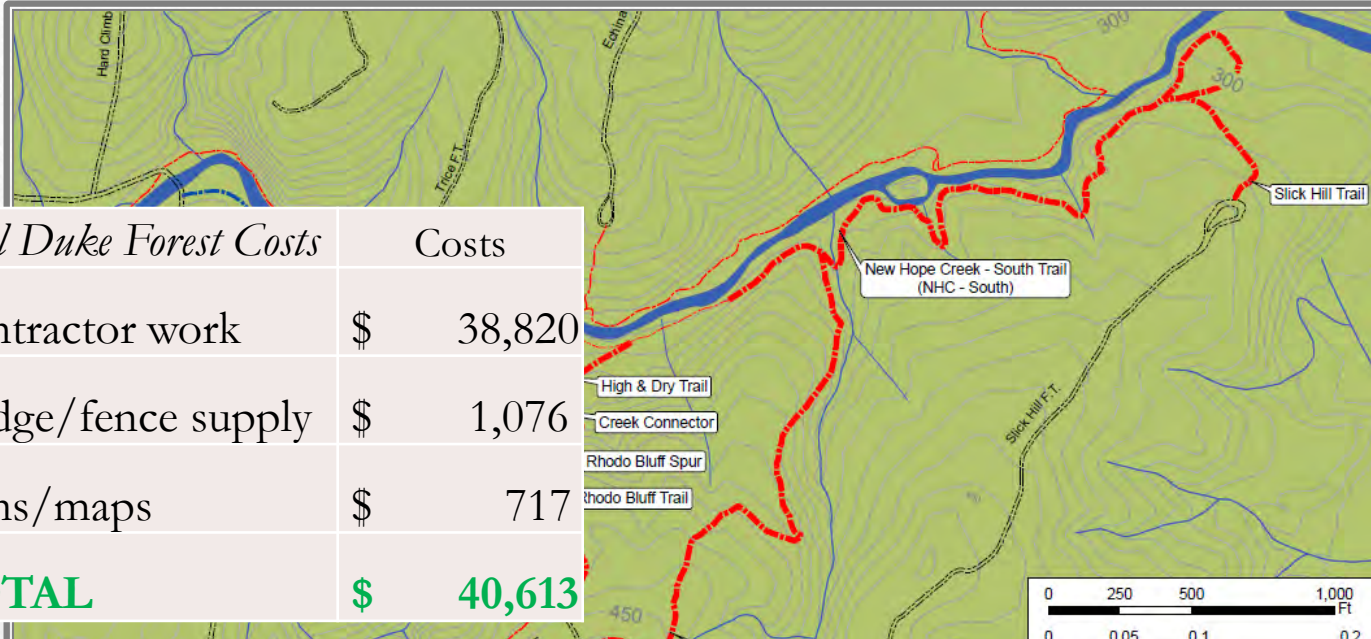 Hard Climb
Edhina
300
300
Trice F.T.
Slick Hill Trail
l Duke Forest Costs Costs
New Hope Creek - South Trail
(NHC - South)
ntractor work $ 38,820
High & Dry Trail
dge/fence supply $ 1,076
Creek Connector
Slick Hill F.T.
Rhodo Bluff Spur
ns/maps $ 717
Rhodo Bluff Trail
TAL $ 40,613
450
0 250 500 1,000
Ft
0 0.05 0.1 0.2